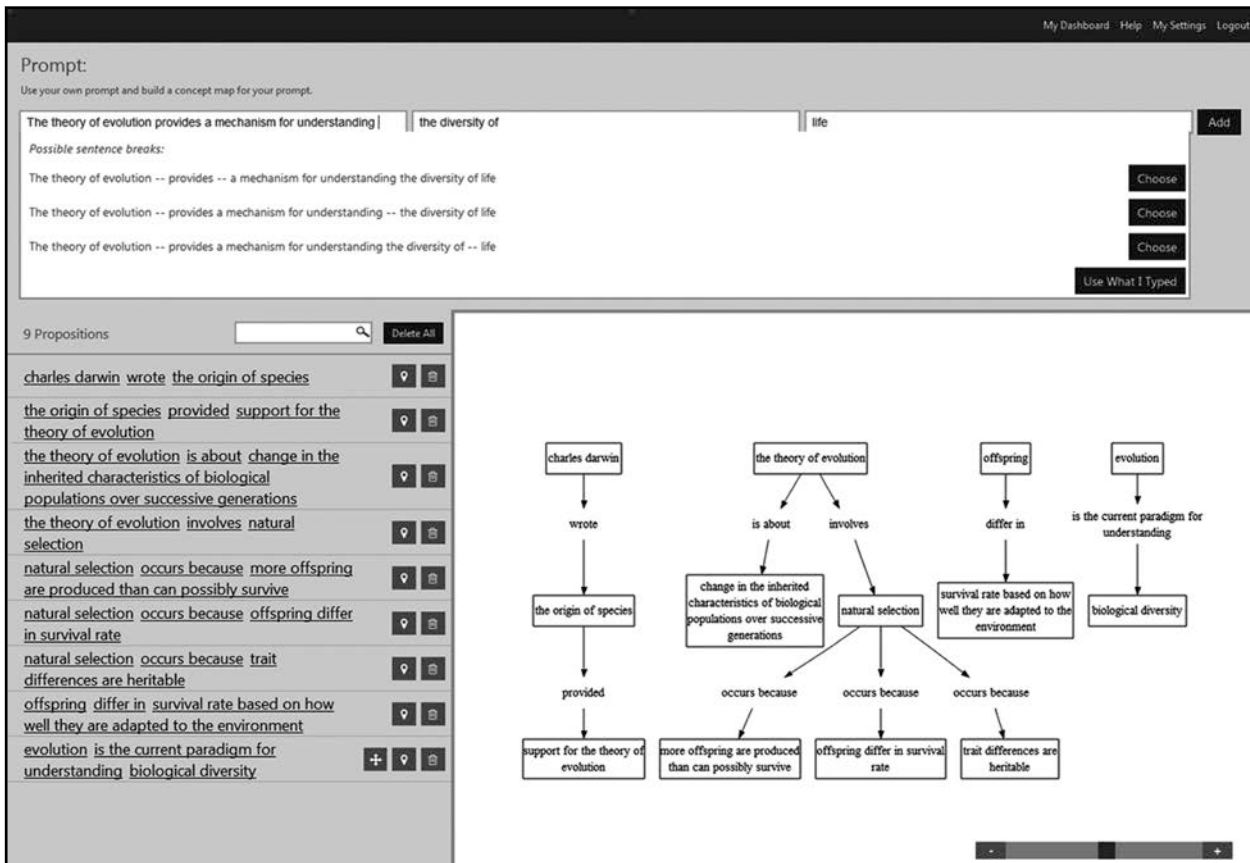 My Dashboard Help My Settings Logout
Prompt:
Use your own prompt and build a concept map for your prompt.
The theory of evolution provides a mechanism for understanding the diversity of life Add
Possible sentence breaks:
The theory of evolution -- provides -- a mechanism for understanding the diversity of life Choose
The theory of evolution -- provides a mechanism for understanding -- the diversity of life Choose
The theory of evolution -- provides a mechanism for understanding the diversity of -- life Choose
Use What I Typed
9 Propositions Delete All
charles darwin wrote the origin of species
the origin of species provided support for the
theory of evolution
the theory of evolution is about change in the
inherited characteristics of biological
populations over successive generations
the theory of evolution involves natural
selection
natural selection occurs because more offspring
are produced than can possibly survive
natural selection occurs because offspring differ
in survival rate
natural selection occurs because trait
differences are heritable
offspring differ in survival rate based on how
well they are adapted to the environment
evolution is the current paradigm for
understanding biological diversity
charles darwin
wrote
the origin of species
provided
support for the theory of
evolution
the theory of evolution
is about
involves
change in the inherited
characteristics of biological
populations over successive
generations
natural selection
occurs because
occurs because
occurs because
more offspring are produced
than can possibly survive
offspring differ in survival
rate
trait differences are
heritable
offspring
differ in
survival rate based on how
well they are adapted to the
environment
evolution
is the current paradigm for
understanding
biological diversity
- +